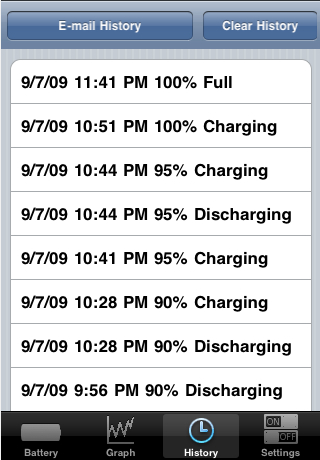 E-mail History Clear History
9/7/09 11:41 PM 100% Full
9/7/09 10:51 PM 100% Charging
9/7/09 10:44 PM 95% Charging
9/7/09 10:44 PM 95% Discharging
9/7/09 10:41 PM 95% Charging
9/7/09 10:28 PM 90% Charging
9/7/09 10:28 PM 90% Discharging
9/7/09 9:56 PM 90% Discharging
ON
OFF
Battery Graph History Settings